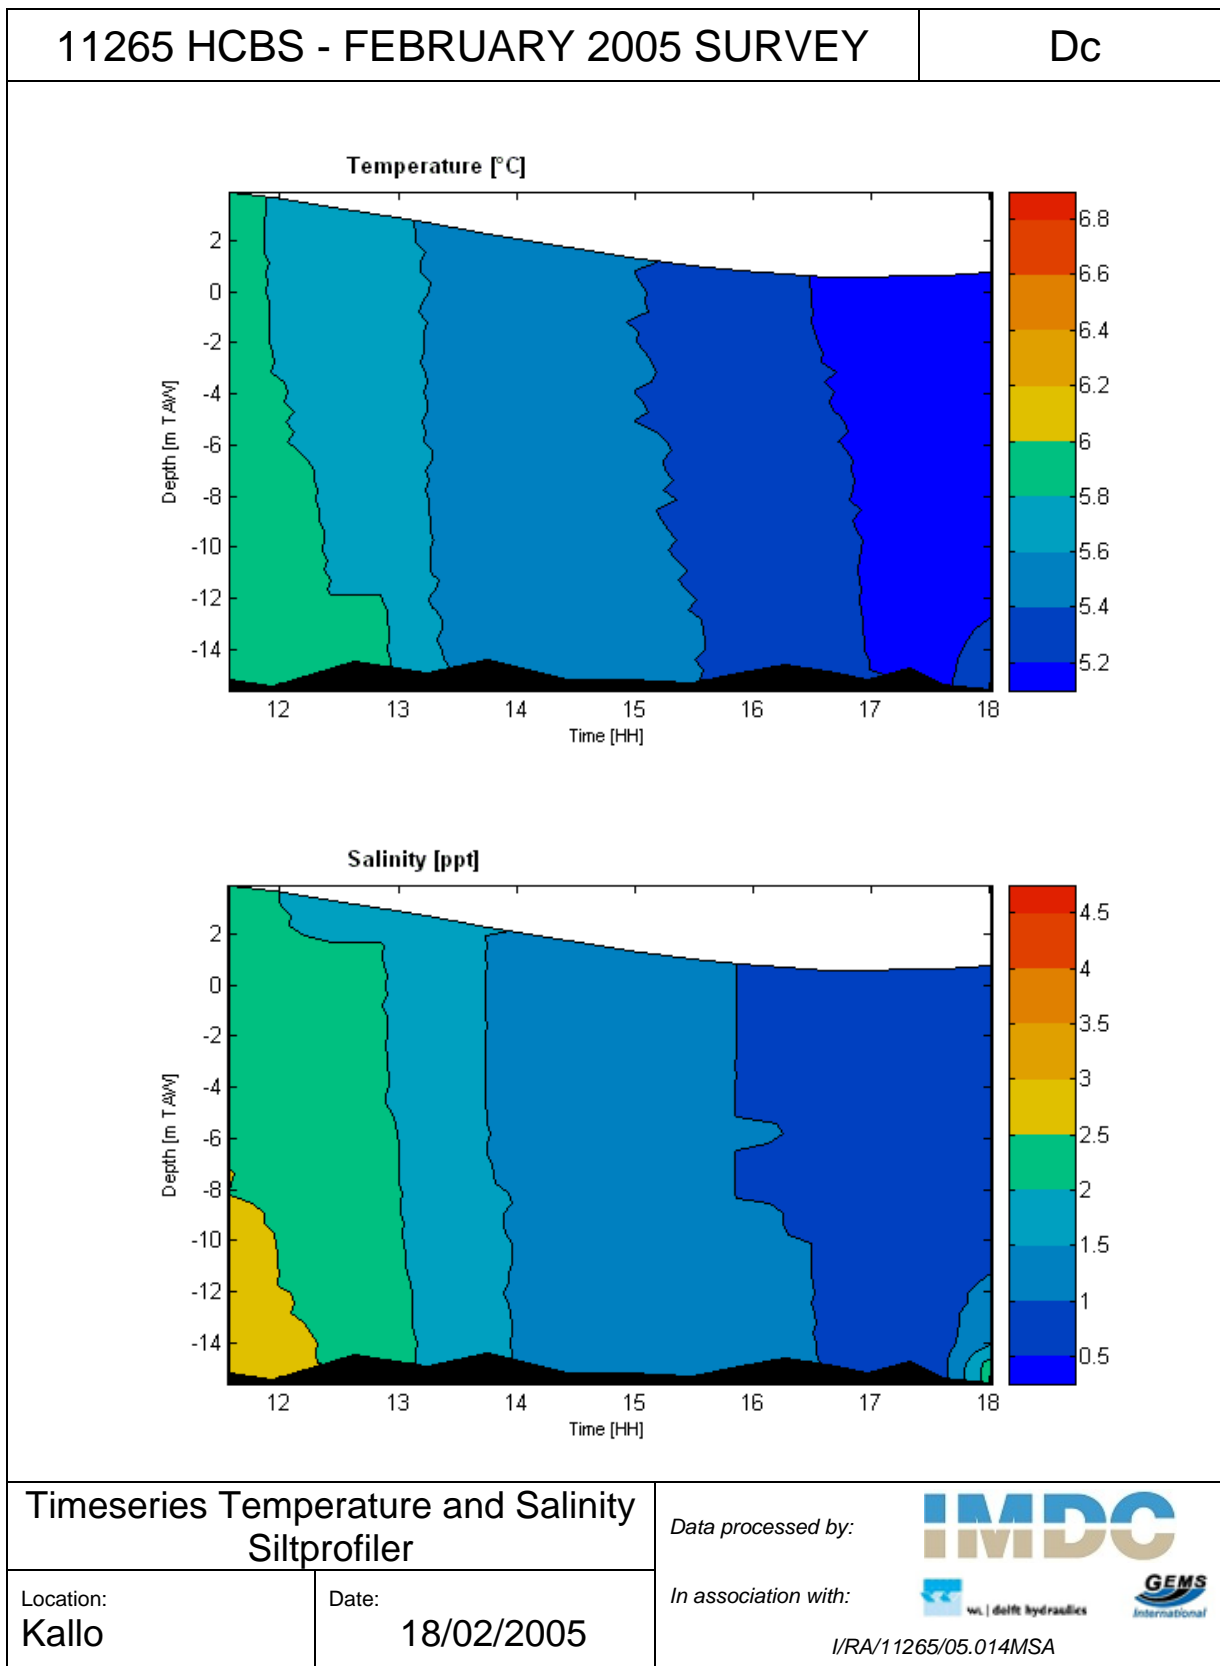 11265 HCBS - FEBRUARY 2005 SURVEY
Dc
Temperature [°C]
2
0
-2
-4
-6
-8
-10
-12
-14
Depth [m TAW]
12 13 14 15 16 17 18
Time [HH]
6.8
6.6
6.4
6.2
6
5.8
5.6
5.4
5.2
Salinity [ppt]
2
0
-2
-4
-6
-8
-10
-12
-14
Depth [m TAW]
12 13 14 15 16 17 18
Time [HH]
4.5
4
3.5
3
2.5
2
1.5
1
0.5
Timeseries Temperature and Salinity
Siltprofiler
Location:
Kallo
Date:
18/02/2005
Data processed by:
IMDC
In association with:
WL | delft hydraulics
GEMS
International
I/RA/11265/05.014MSA